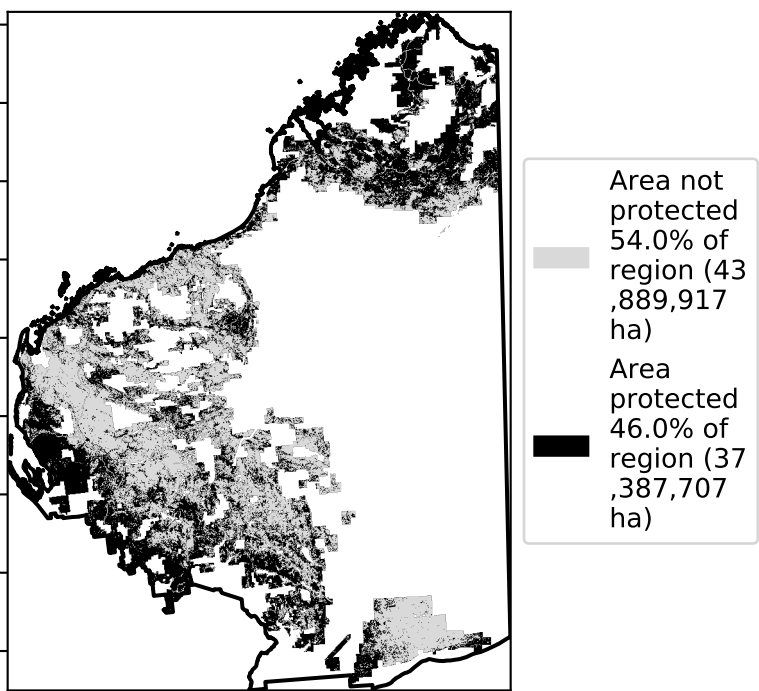 Area not
protected
54.0% of
region (43
,889,917
ha)
Area
protected
46.0% of
region (37
,387,707
ha)